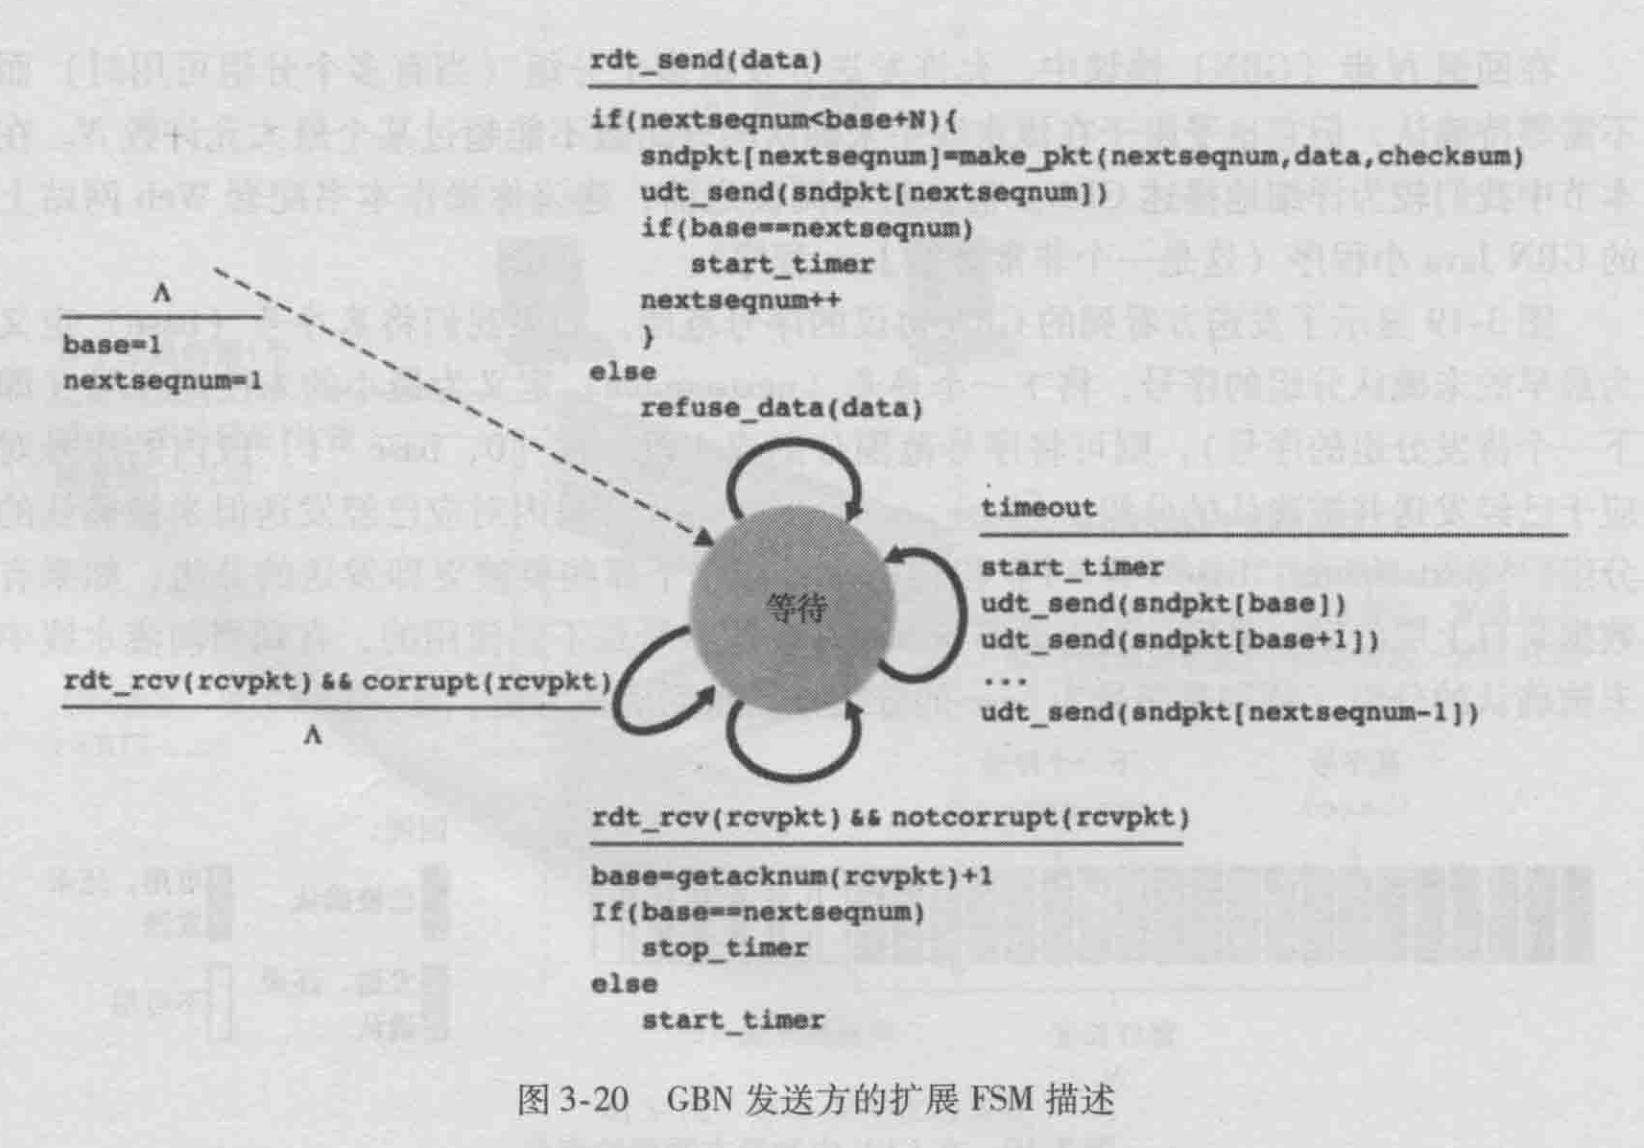 rdt_send(data)
if(nextseqnum<base+N){
sndpkt[nextseqnum]=make_pkt(nextseqnum,data,checksum)
udt_send(sndpkt[nextseqnum])
if(base==nextseqnum)
start_timer
nextseqnum++
}
else
refuse_data(data)
Λ
base=1
nextseqnum=1
等待
timeout
start_timer
udt_send(sndpkt[base])
udt_send(sndpkt[base+1])
...
udt_send(sndpkt[nextseqnum-1])
rdt_rcv(rcvpkt) && corrupt(rcvpkt)
Λ
rdt_rcv(rcvpkt) && notcorrupt(rcvpkt)
base=getacknum(rcvpkt)+1
If(base==nextseqnum)
stop_timer
else
start_timer
图 3-20 GBN 发送方的扩展 FSM 描述